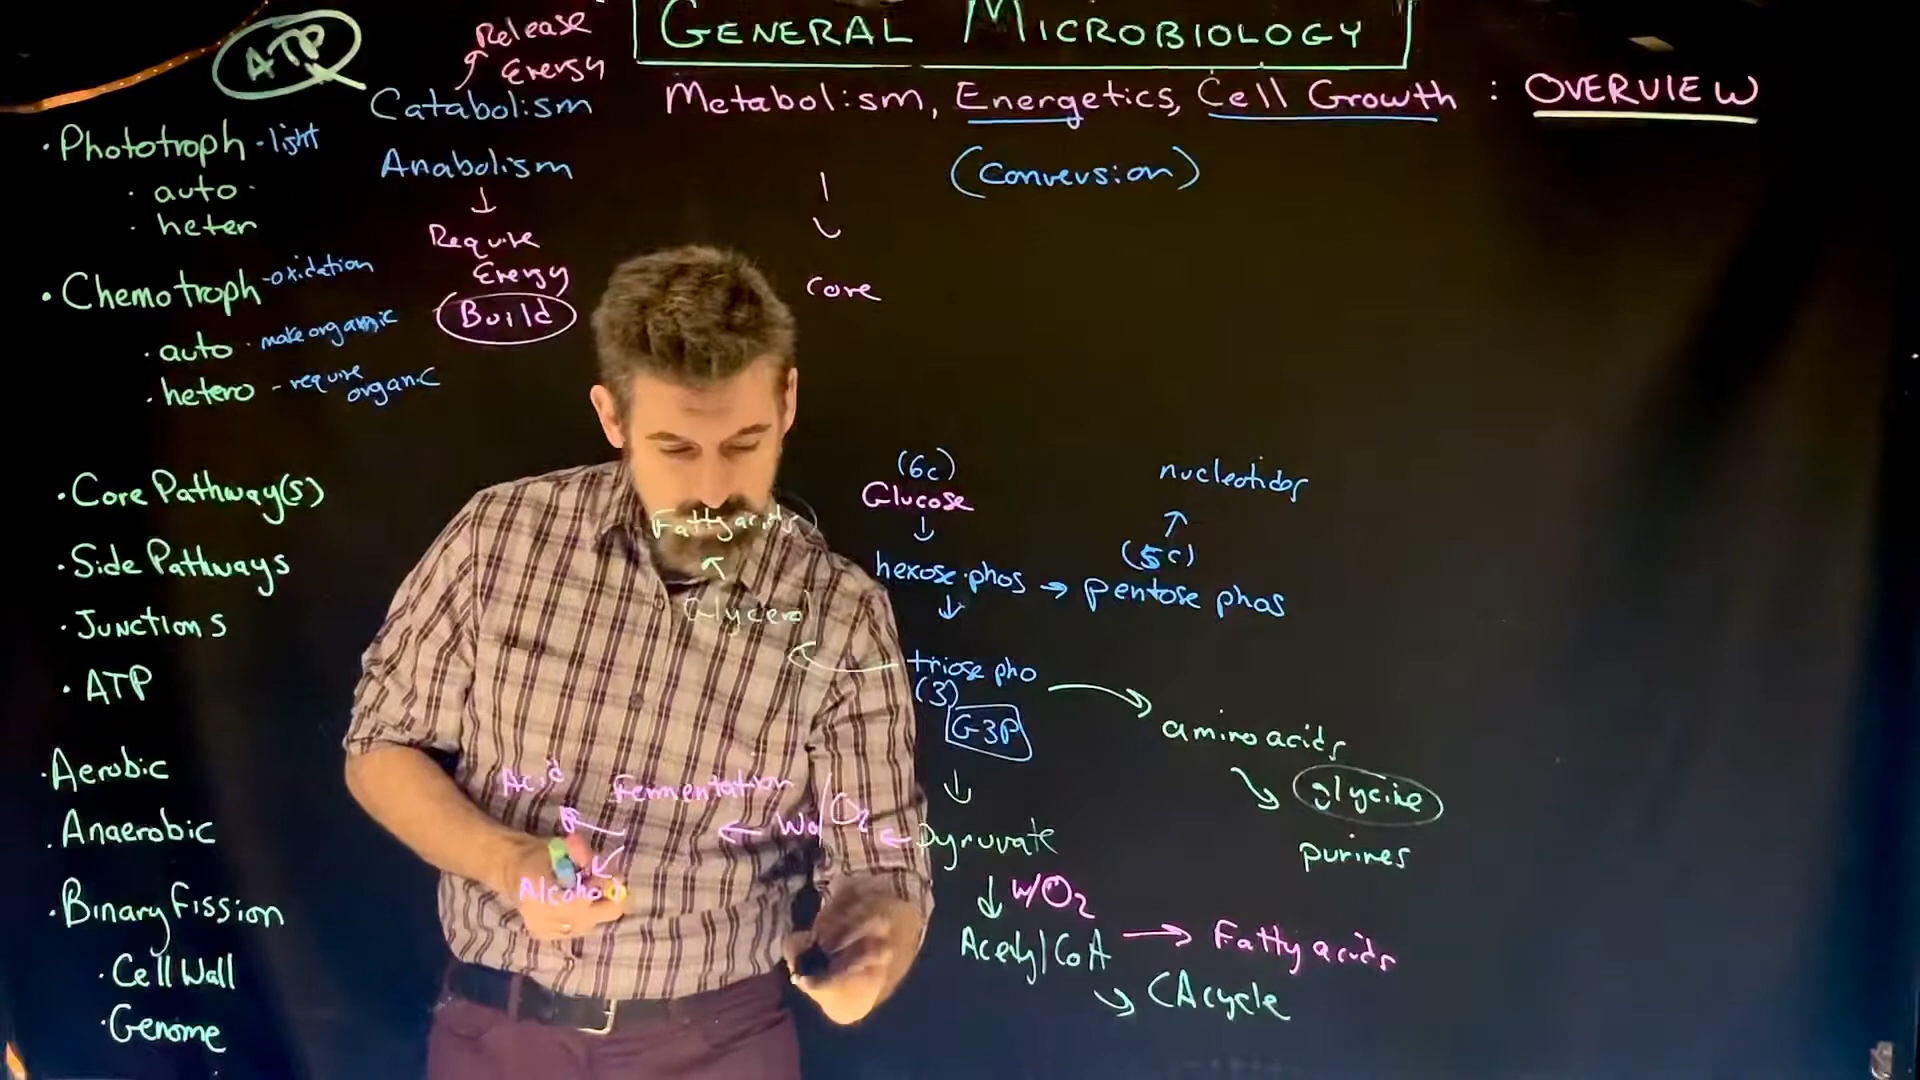 GENERAL MICROBIOLOGY
Metabolism, Energetics, Cell Growth : OVERVIEW
(Conversion)
ATP
Release
Energy
Catabolism
Anabolism
↓
Require
Energy
Build
· Phototroph - light
· auto ·
· heter
· Chemotroph - oxidation
· auto · make organic
· hetero - require
organic
· Core Pathway(s)
· Side Pathways
· Junctions
· ATP
· Aerobic
· Anaerobic
· Binary Fission
· Cell Wall
· Genome
Core
(6c)
Glucose
↓
hexose · phos → pentose phos
(5c)
↑
nucleotides
↓
triose pho
(3)
G3P
Fatty acids
Glycerol
amino acids
glycine
purines
↓
Pyruvate
← Wo/O2
← Fermentation
Acid
Alcohol
↓ w/O2
Acetyl CoA → Fatty acids
CA cycle